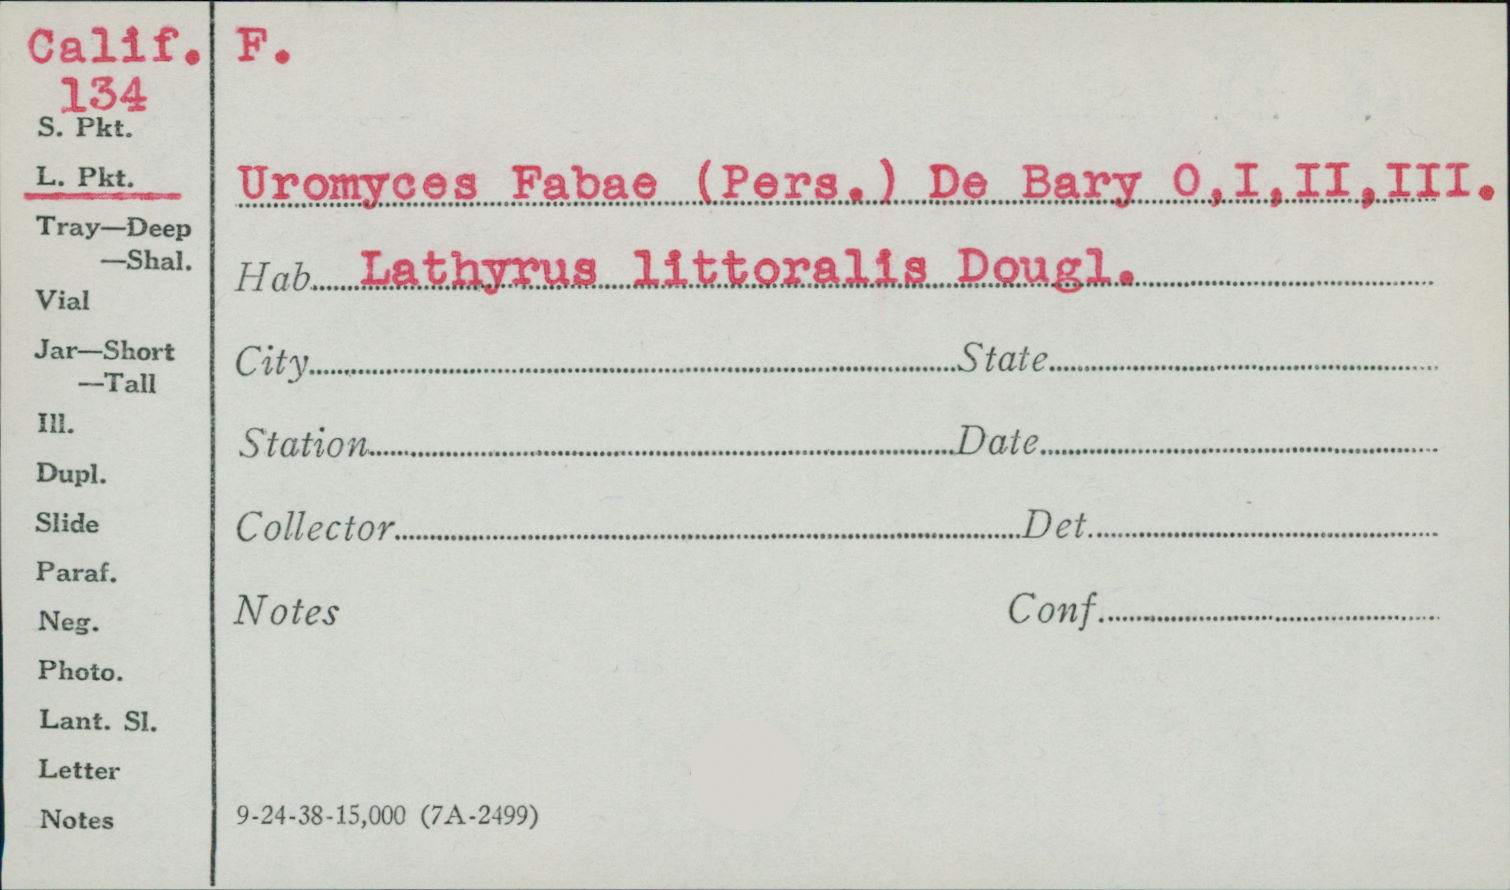 Calif. F.
134
S. Pkt.
L. Pkt.
Uromyces Fabae (Pers.) De Bary 0,I,II,III.
Tray—Deep
—Shal.
Hab. Lathyrus littoralis Dougl.
Vial
Jar—Short
—Tall
City State
Ill.
Station Date
Dupl.
Slide
Collector Det.
Paraf.
Neg.
Notes Conf.
Photo.
Lant. Sl.
Letter
Notes
9-24-38-15,000 (7A-2499)